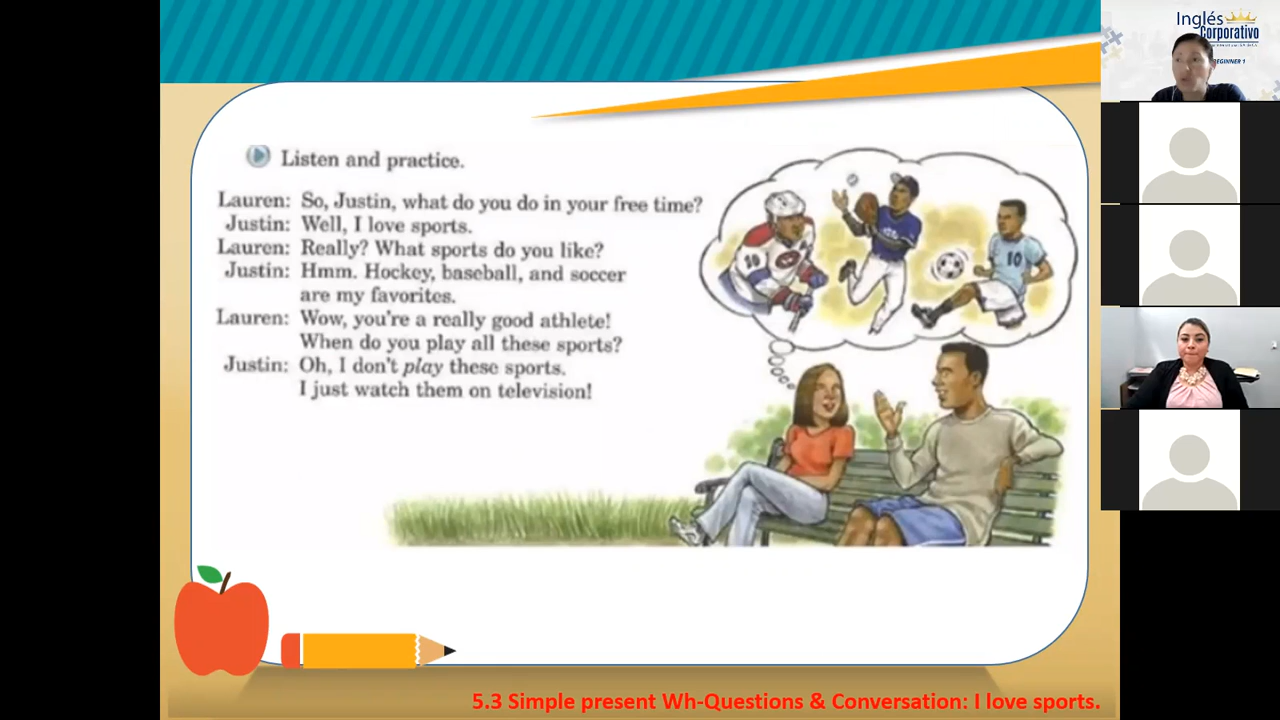 Listen and practice.
Lauren: So, Justin, what do you do in your free time?
Justin: Well, I love sports.
Lauren: Really? What sports do you like?
Justin: Hmm. Hockey, baseball, and soccer
are my favorites.
Lauren: Wow, you're a really good athlete!
When do you play all these sports?
Justin: Oh, I don't play these sports.
I just watch them on television!
10
10
5.3 Simple present Wh-Questions & Conversation: I love sports.
Inglés
Corporativo
BEGINNER 1